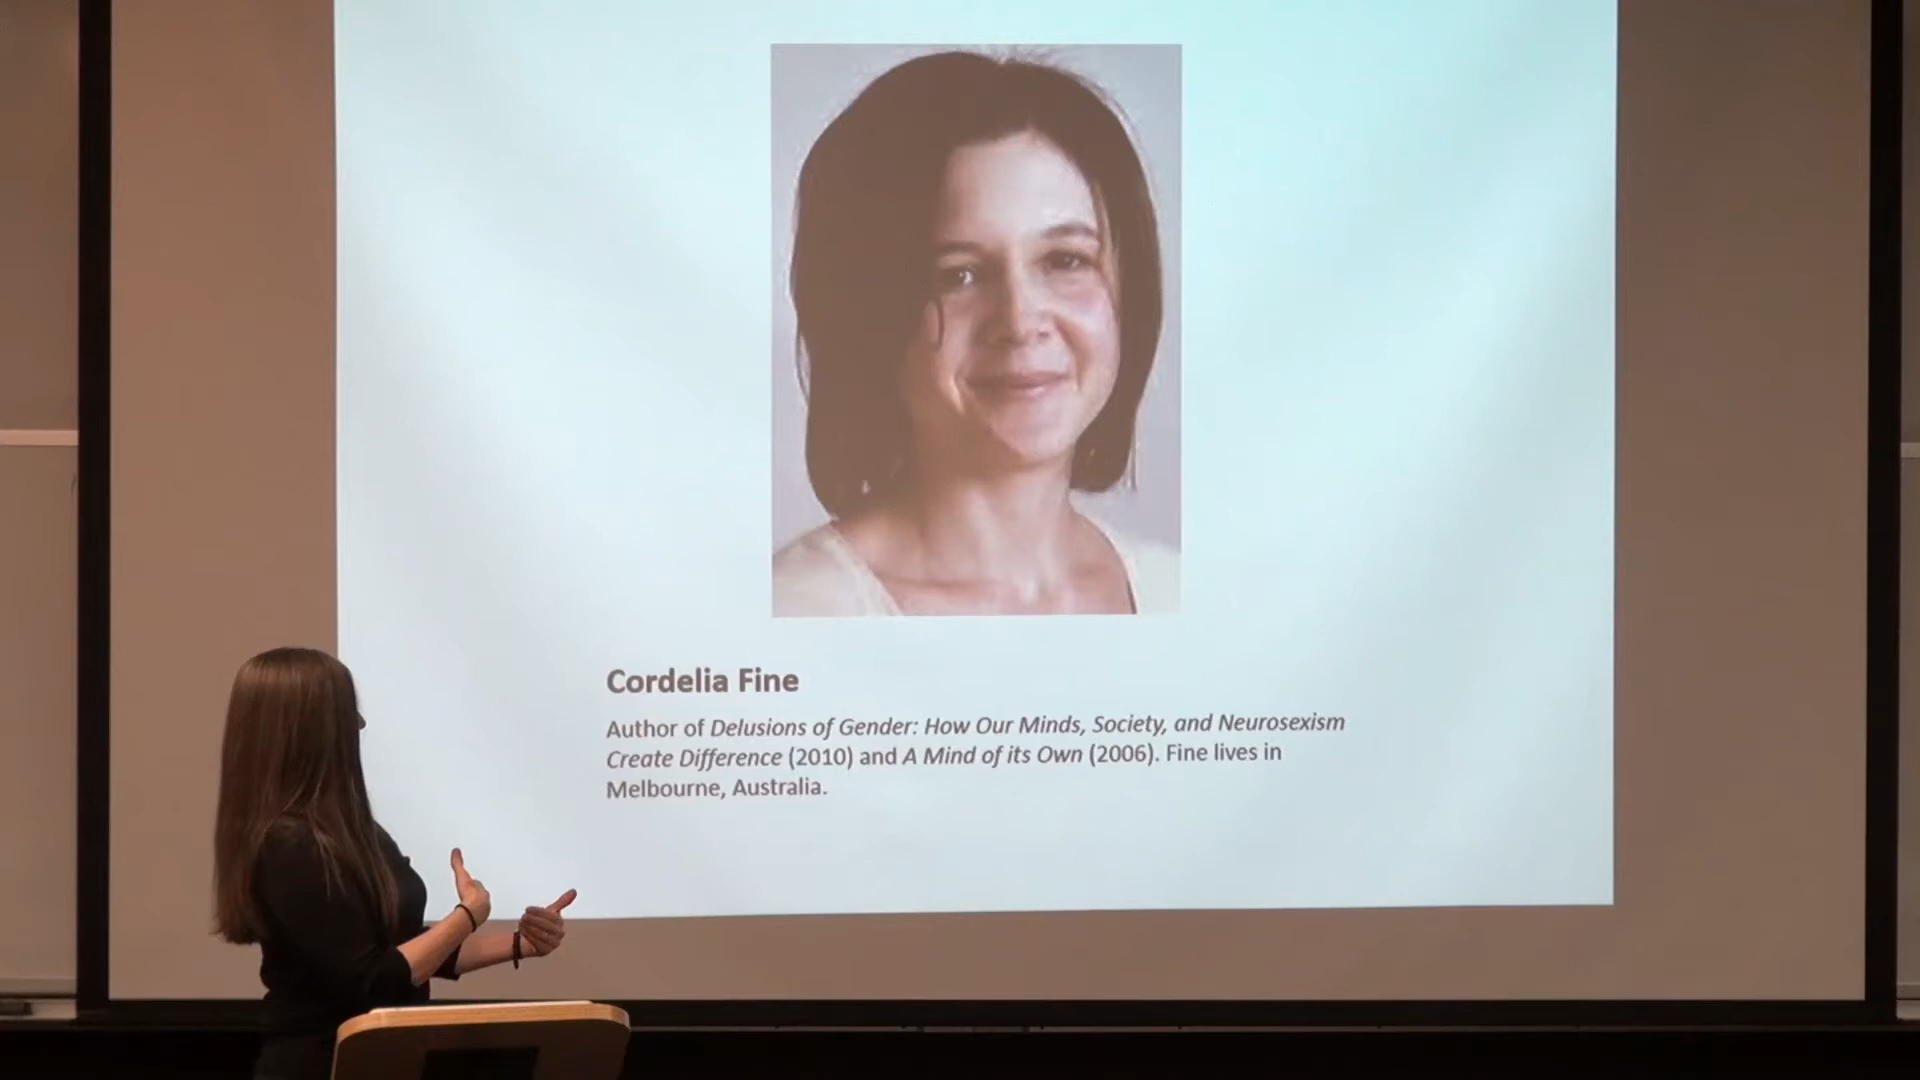 Cordelia Fine
Author of Delusions of Gender: How Our Minds, Society, and Neurosexism
Create Difference (2010) and A Mind of its Own (2006). Fine lives in
Melbourne, Australia.